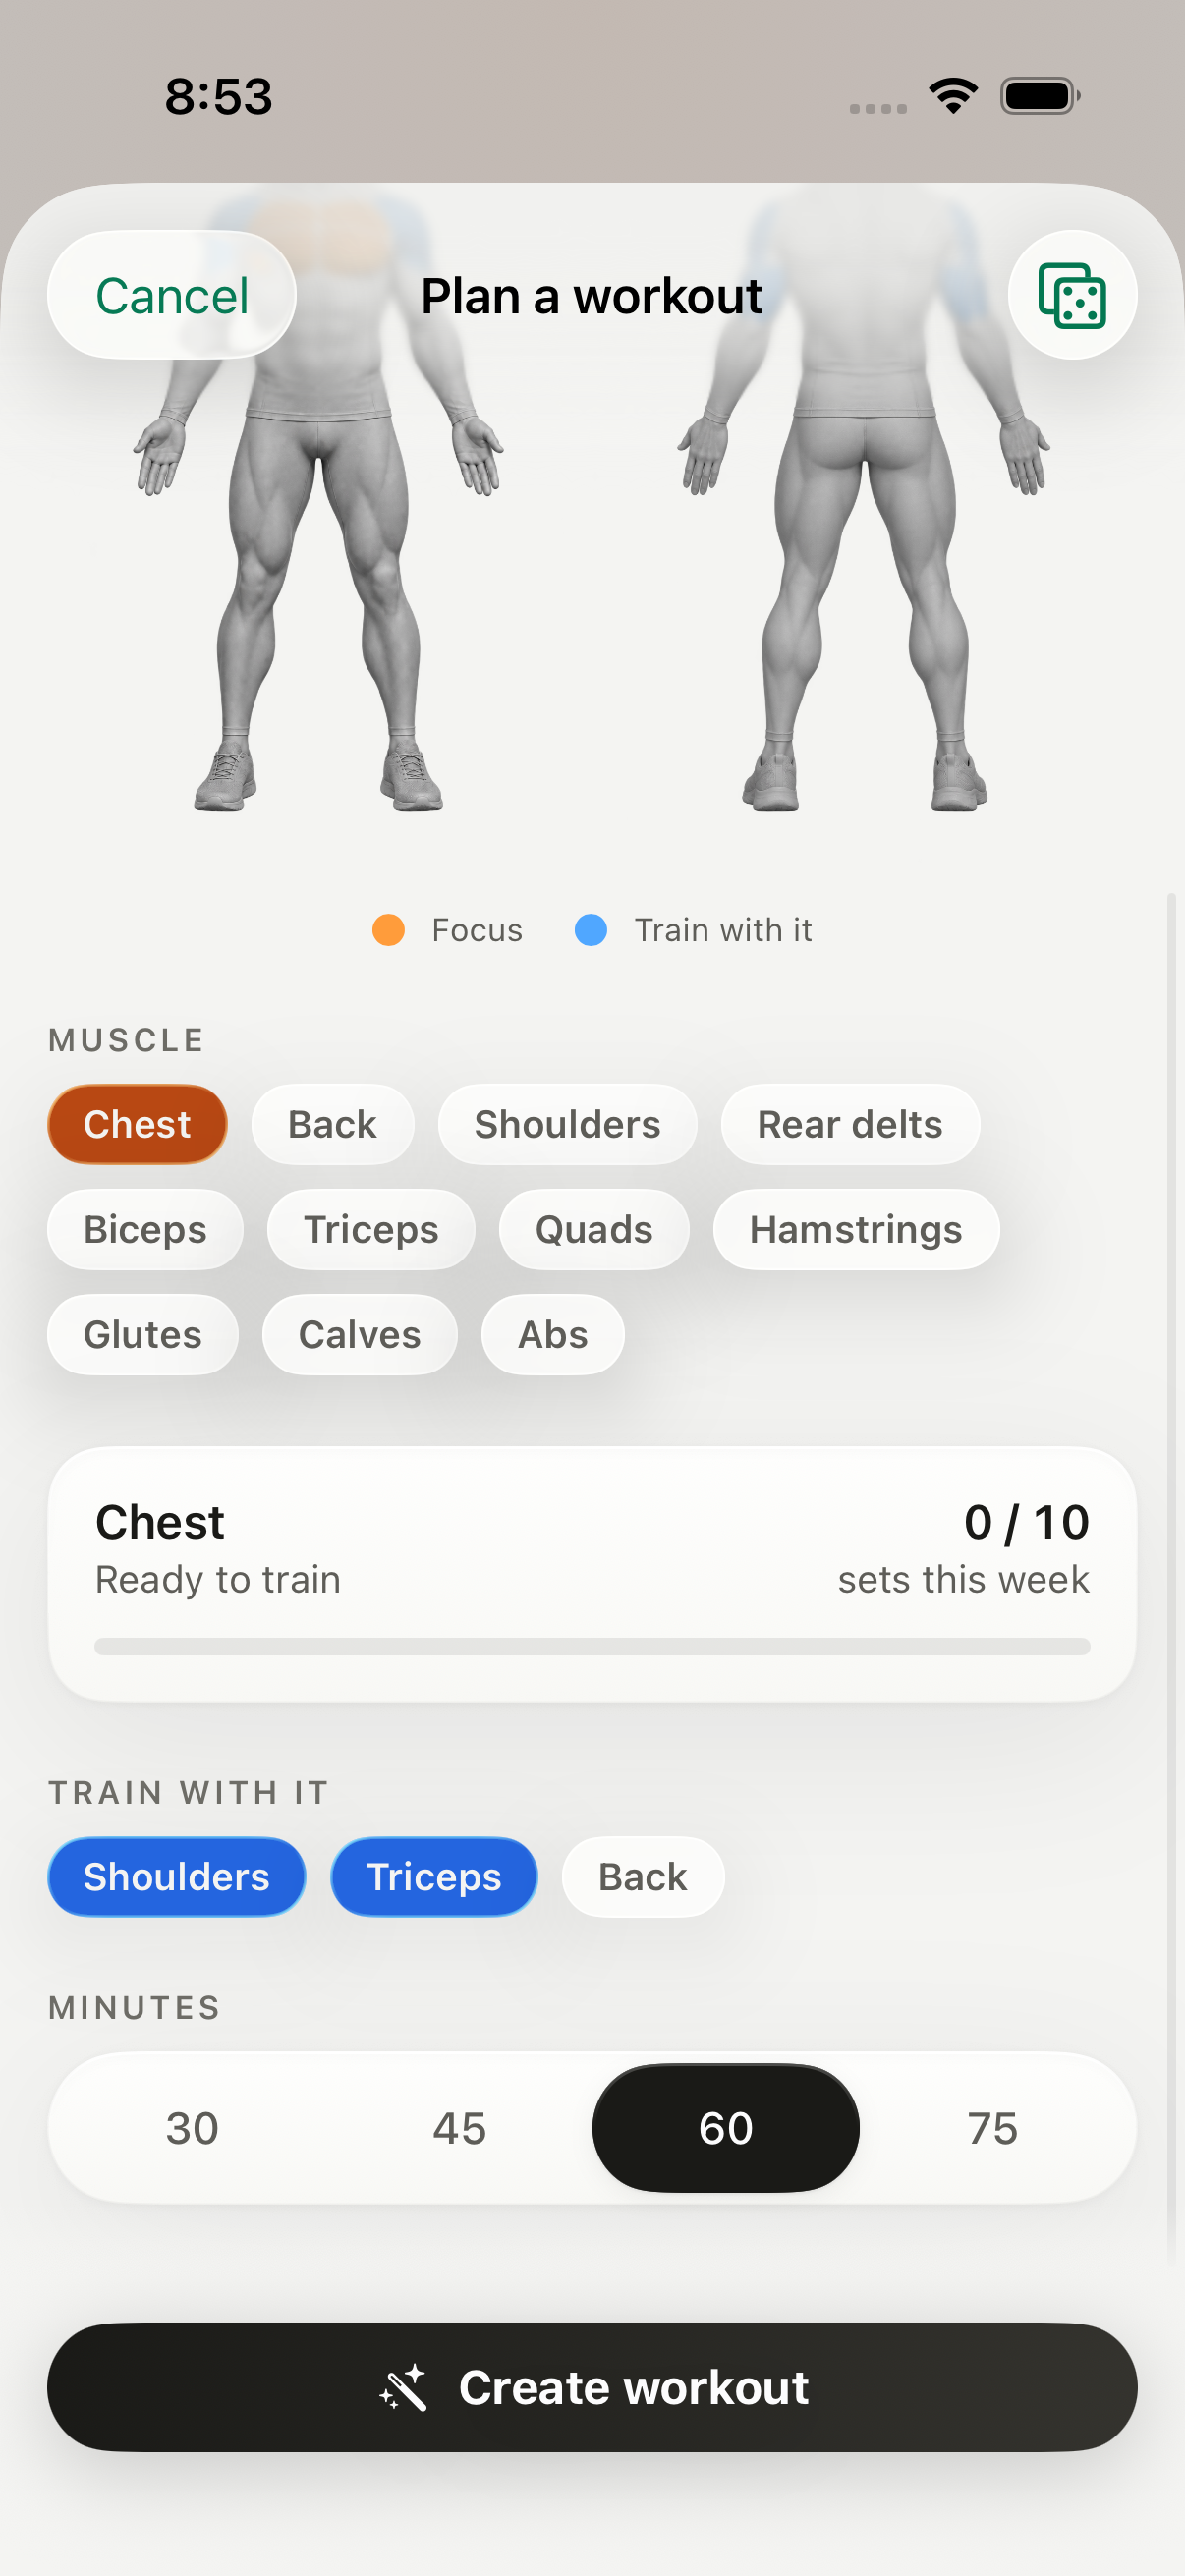 8:53
Cancel
Plan a workout
Focus
Train with it
MUSCLE
Chest
Back
Shoulders
Rear delts
Biceps
Triceps
Quads
Hamstrings
Glutes
Calves
Abs
Chest
0 / 10
Ready to train
sets this week
TRAIN WITH IT
Shoulders
Triceps
Back
MINUTES
30
45
60
75
Create workout